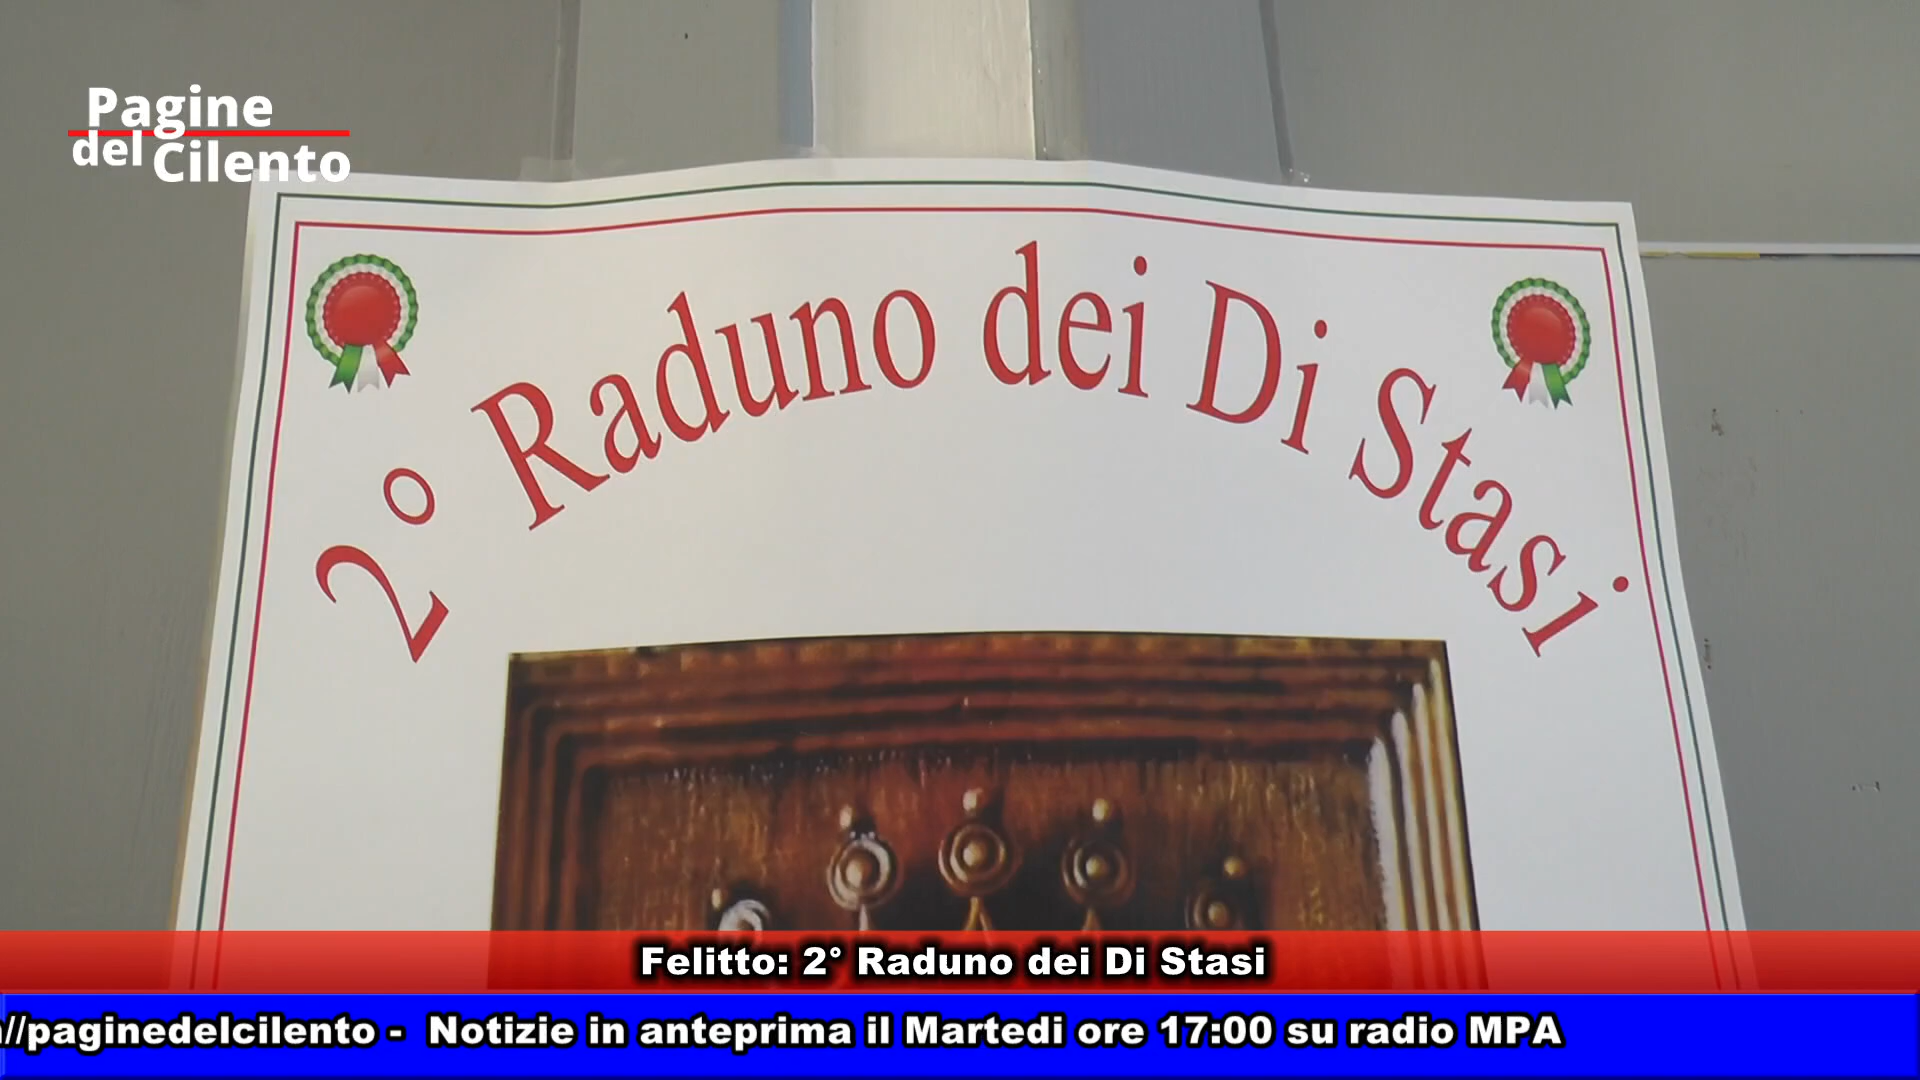 Pagine
del Cilento
2° Raduno dei Di Stasi
Felitto: 2° Raduno dei Di Stasi
//paginedelcilento - Notizie in anteprima il Martedi ore 17:00 su radio MPA